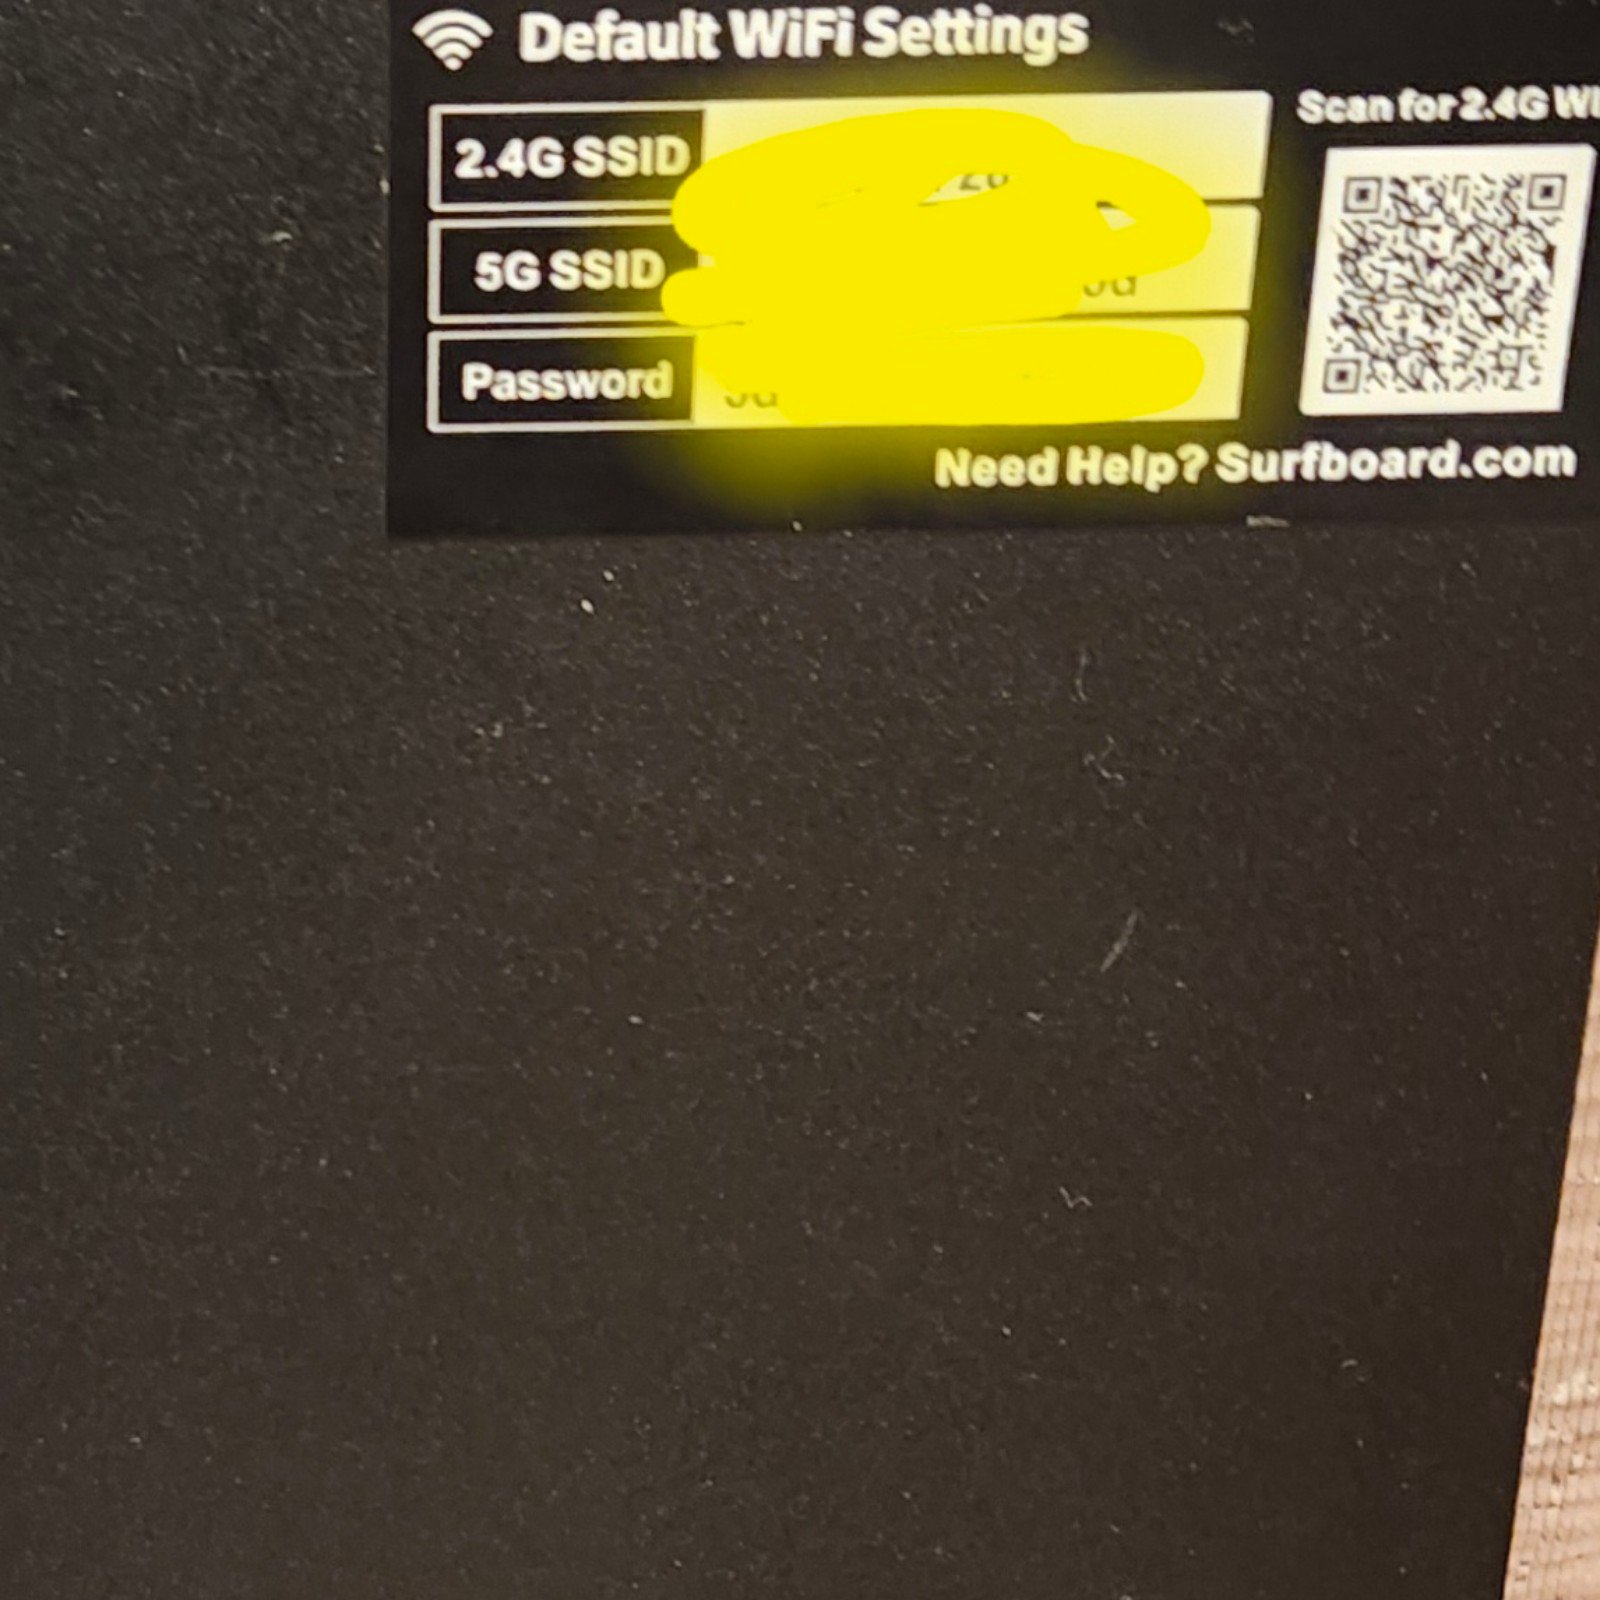 Default WiFi Settings
Scan for 2.4G
2.4G SSID
5G SSID
Password
Need Help? Surfboard.com